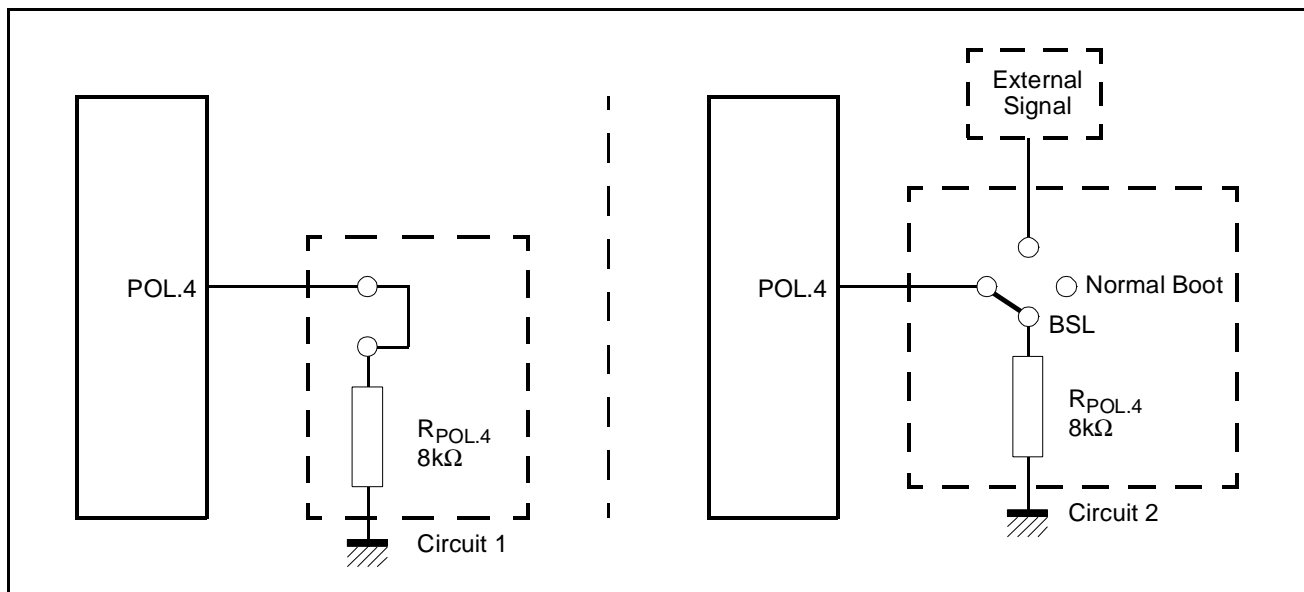 POL.4
R_POL.4
8kΩ
Circuit 1
External
Signal
POL.4
Normal Boot
BSL
R_POL.4
8kΩ
Circuit 2